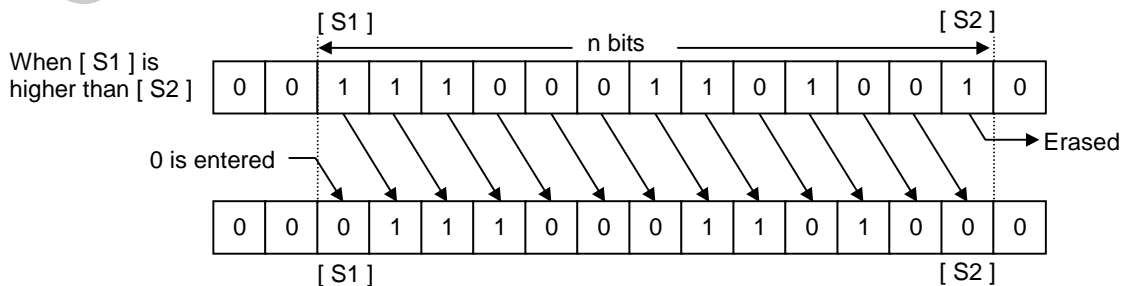 [ S1 ] [ S2 ]
n bits
When [ S1 ] is
higher than [ S2 ]
0 0 1 1 1 0 0 0 1 1 0 1 0 0 1 0
Erased
0 is entered
0 0 0 1 1 1 0 0 0 1 1 0 1 0 0 0
[ S1 ] [ S2 ]